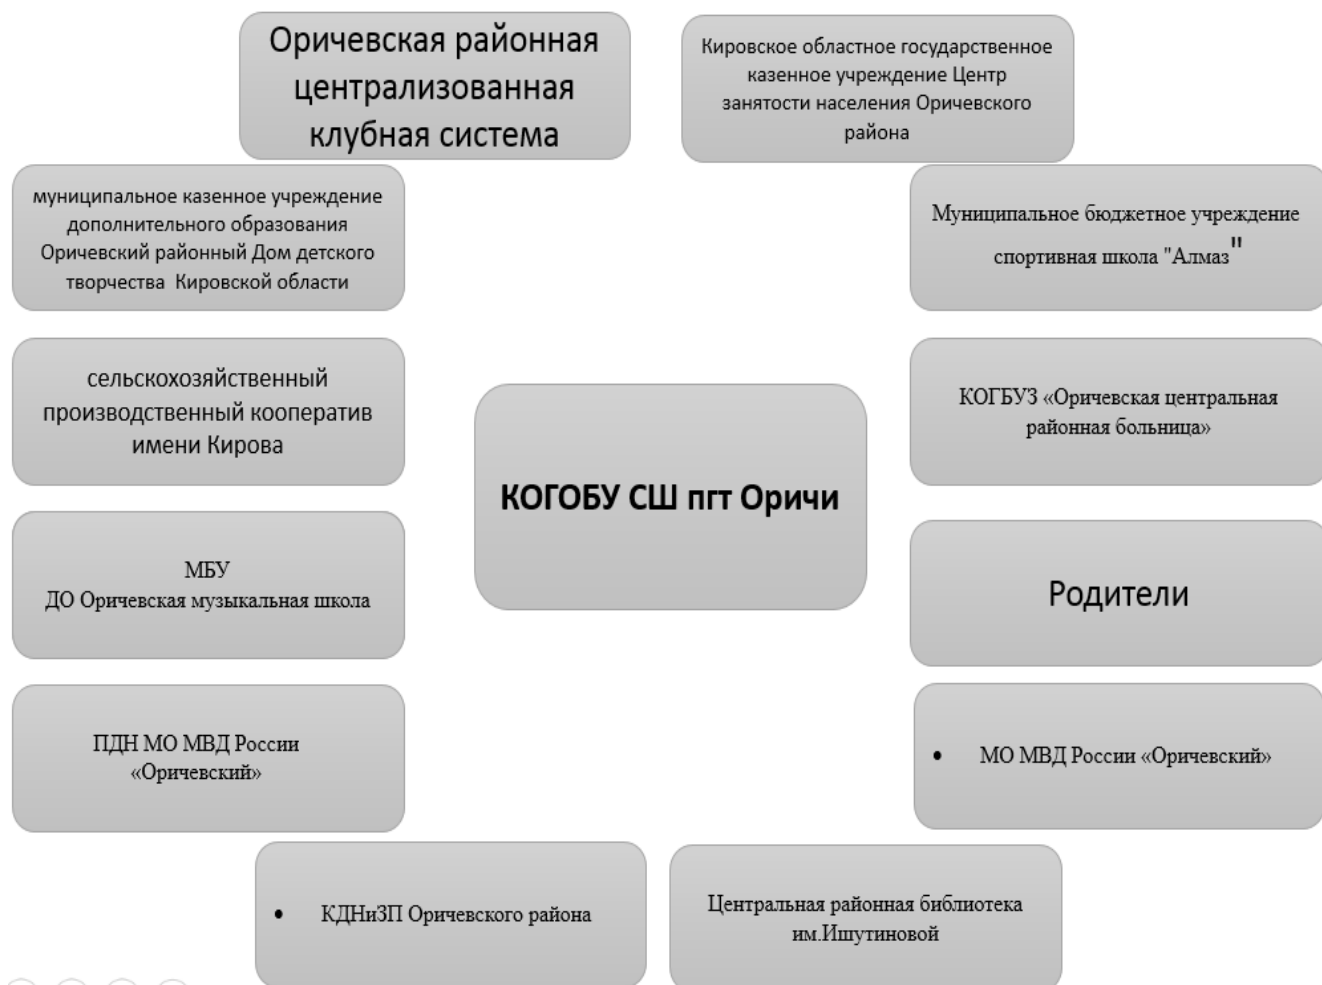 Оричевская районная
централизованная
клубная система
Кировское областное государственное
казенное учреждение Центр
занятости населения Оричевского
района
муниципальное казенное учреждение
дополнительного образования
Оричевский районный Дом детского
творчества Кировской области
Муниципальное бюджетное учреждение
спортивная школа "Алмаз"
сельскохозяйственный
производственный кооператив
имени Кирова
КОГБУЗ «Оричевская центральная
районная больница»
КОГОБУ СШ пгт Оричи
МБУ
ДО Оричевская музыкальная школа
Родители
ПДН МО МВД России
«Оричевский»
• МО МВД России «Оричевский»
• КДНиЗП Оричевского района
Центральная районная библиотека
им.Ишутиновой